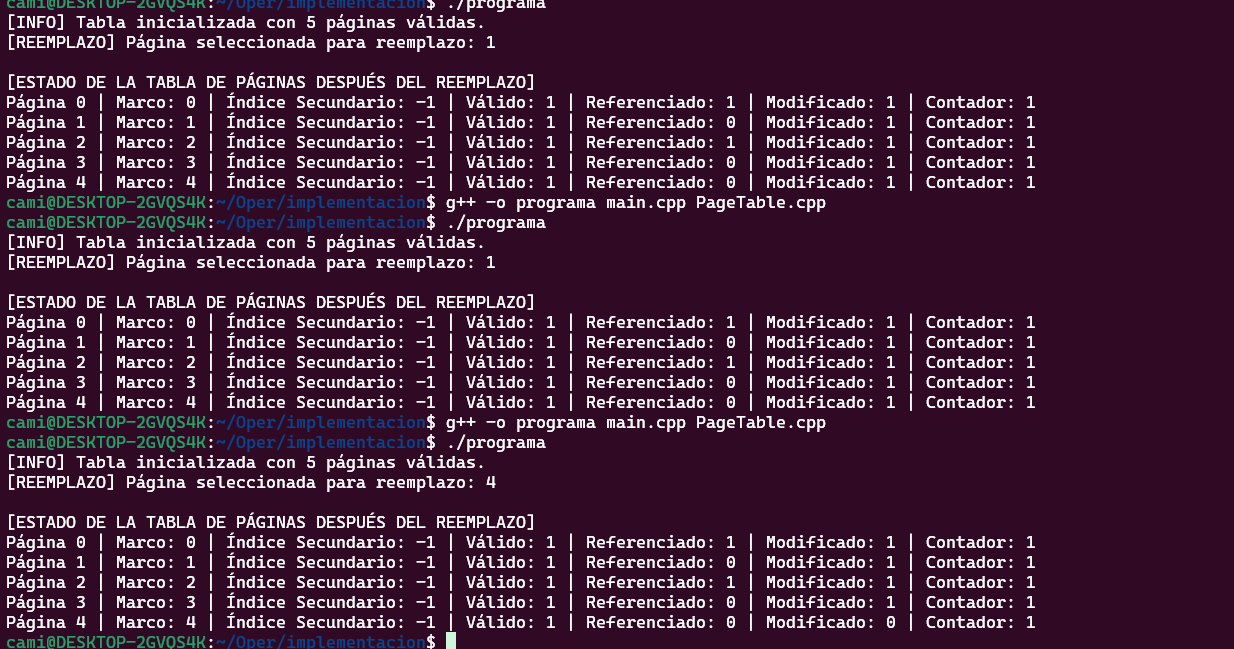 cami@DESKTOP-2GVQS4K:~/Oper/implementacion$ ./programa
[INFO] Tabla inicializada con 5 páginas válidas.
[REEMPLAZO] Página seleccionada para reemplazo: 1
[ESTADO DE LA TABLA DE PÁGINAS DESPUÉS DEL REEMPLAZO]
Página 0 | Marco: 0 | Índice Secundario: -1 | Válido: 1 | Referenciado: 1 | Modificado: 1 | Contador: 1
Página 1 | Marco: 1 | Índice Secundario: -1 | Válido: 1 | Referenciado: 0 | Modificado: 1 | Contador: 1
Página 2 | Marco: 2 | Índice Secundario: -1 | Válido: 1 | Referenciado: 1 | Modificado: 1 | Contador: 1
Página 3 | Marco: 3 | Índice Secundario: -1 | Válido: 1 | Referenciado: 0 | Modificado: 1 | Contador: 1
Página 4 | Marco: 4 | Índice Secundario: -1 | Válido: 1 | Referenciado: 0 | Modificado: 1 | Contador: 1
cami@DESKTOP-2GVQS4K:~/Oper/implementacion$ g++ -o programa main.cpp PageTable.cpp
cami@DESKTOP-2GVQS4K:~/Oper/implementacion$ ./programa
[INFO] Tabla inicializada con 5 páginas válidas.
[REEMPLAZO] Página seleccionada para reemplazo: 1
[ESTADO DE LA TABLA DE PÁGINAS DESPUÉS DEL REEMPLAZO]
Página 0 | Marco: 0 | Índice Secundario: -1 | Válido: 1 | Referenciado: 1 | Modificado: 1 | Contador: 1
Página 1 | Marco: 1 | Índice Secundario: -1 | Válido: 1 | Referenciado: 0 | Modificado: 1 | Contador: 1
Página 2 | Marco: 2 | Índice Secundario: -1 | Válido: 1 | Referenciado: 1 | Modificado: 1 | Contador: 1
Página 3 | Marco: 3 | Índice Secundario: -1 | Válido: 1 | Referenciado: 0 | Modificado: 1 | Contador: 1
Página 4 | Marco: 4 | Índice Secundario: -1 | Válido: 1 | Referenciado: 0 | Modificado: 1 | Contador: 1
cami@DESKTOP-2GVQS4K:~/Oper/implementacion$ g++ -o programa main.cpp PageTable.cpp
cami@DESKTOP-2GVQS4K:~/Oper/implementacion$ ./programa
[INFO] Tabla inicializada con 5 páginas válidas.
[REEMPLAZO] Página seleccionada para reemplazo: 4
[ESTADO DE LA TABLA DE PÁGINAS DESPUÉS DEL REEMPLAZO]
Página 0 | Marco: 0 | Índice Secundario: -1 | Válido: 1 | Referenciado: 1 | Modificado: 1 | Contador: 1
Página 1 | Marco: 1 | Índice Secundario: -1 | Válido: 1 | Referenciado: 0 | Modificado: 1 | Contador: 1
Página 2 | Marco: 2 | Índice Secundario: -1 | Válido: 1 | Referenciado: 1 | Modificado: 1 | Contador: 1
Página 3 | Marco: 3 | Índice Secundario: -1 | Válido: 1 | Referenciado: 0 | Modificado: 1 | Contador: 1
Página 4 | Marco: 4 | Índice Secundario: -1 | Válido: 1 | Referenciado: 0 | Modificado: 0 | Contador: 1
cami@DESKTOP-2GVQS4K:~/Oper/implementacion$